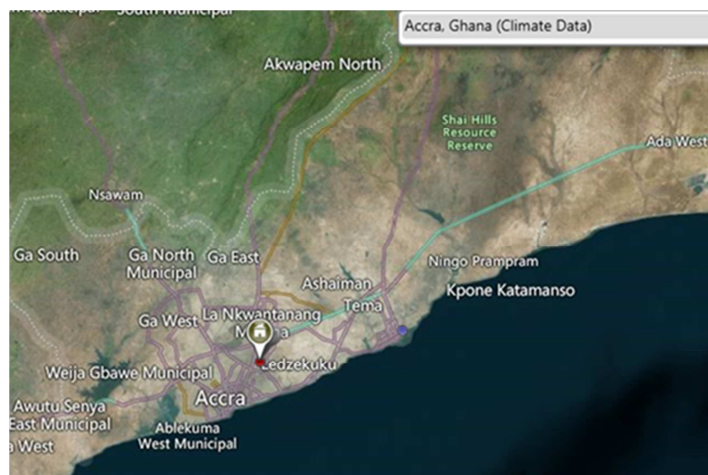 South Municipal
Accra, Ghana (Climate Data)
Akwapem North
Shai Hills
Resource
Reserve
Ada West
Nsawam
Ga South
Ga North
Municipal
Ga East
Ningo Prampram
Ashaiman
Kpone Katamanso
Tema
Ga West
La Nkwantanang
Ledzekuku
Weija Gbawe Municipal
Accra
Awutu Senya
East Municipal
Ablekuma
West Municipal
a West